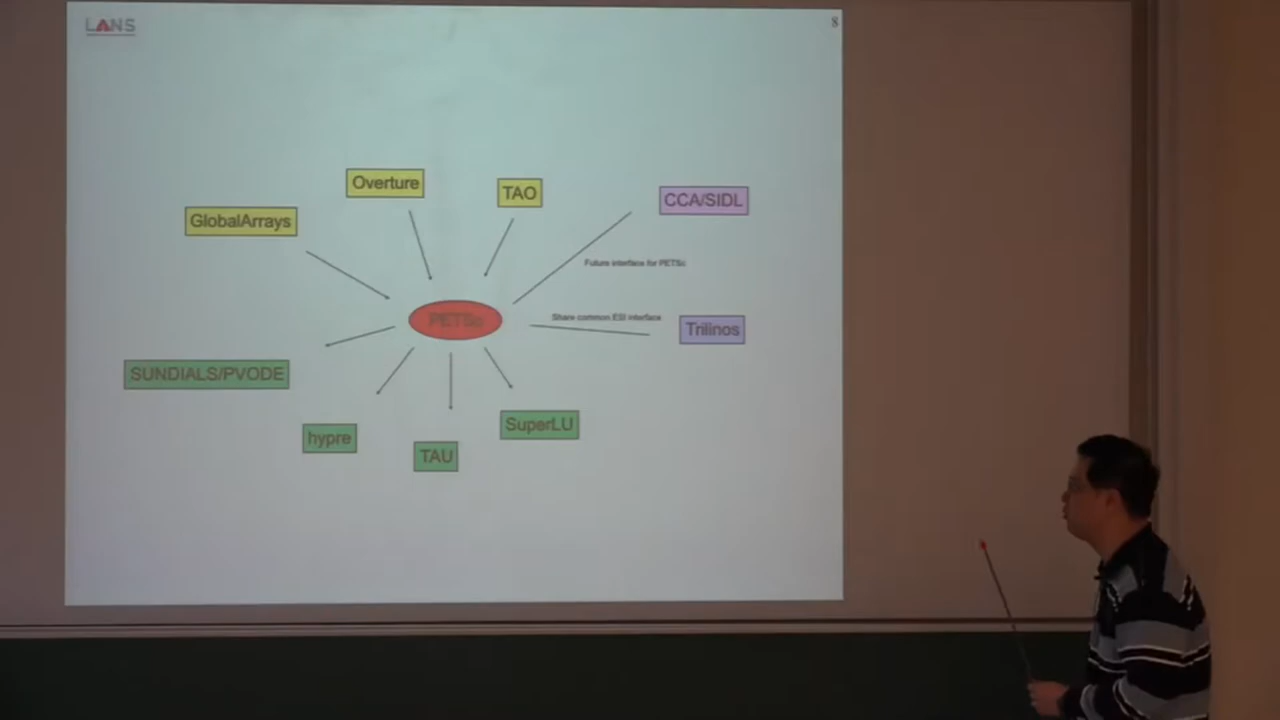 LANS
8
Overture
TAO
CCA/SIDL
GlobalArrays
Future interface for PETSc
PETSc
Share common ESI interface
Trilinos
SUNDIALS/PVODE
SuperLU
hypre
TAU